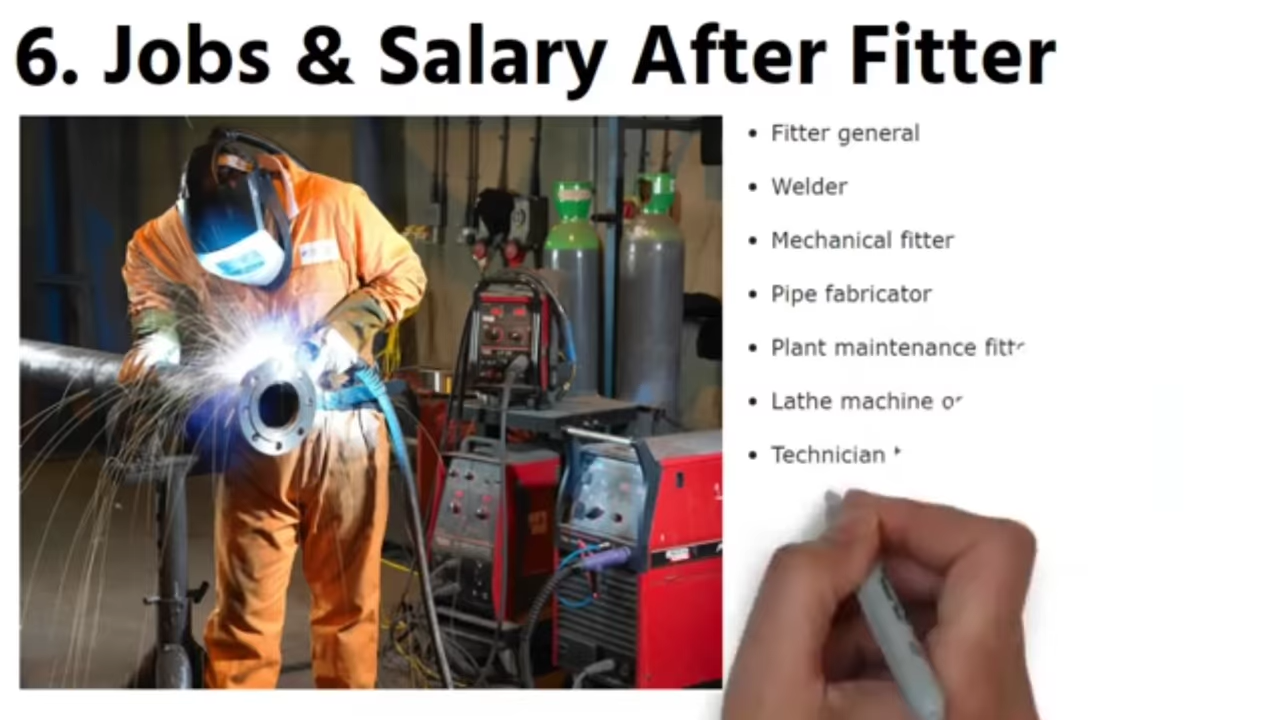 6. Jobs & Salary After Fitter
• Fitter general
• Welder
• Mechanical fitter
• Pipe fabricator
• Plant maintenance
• Lathe machine
• Technician